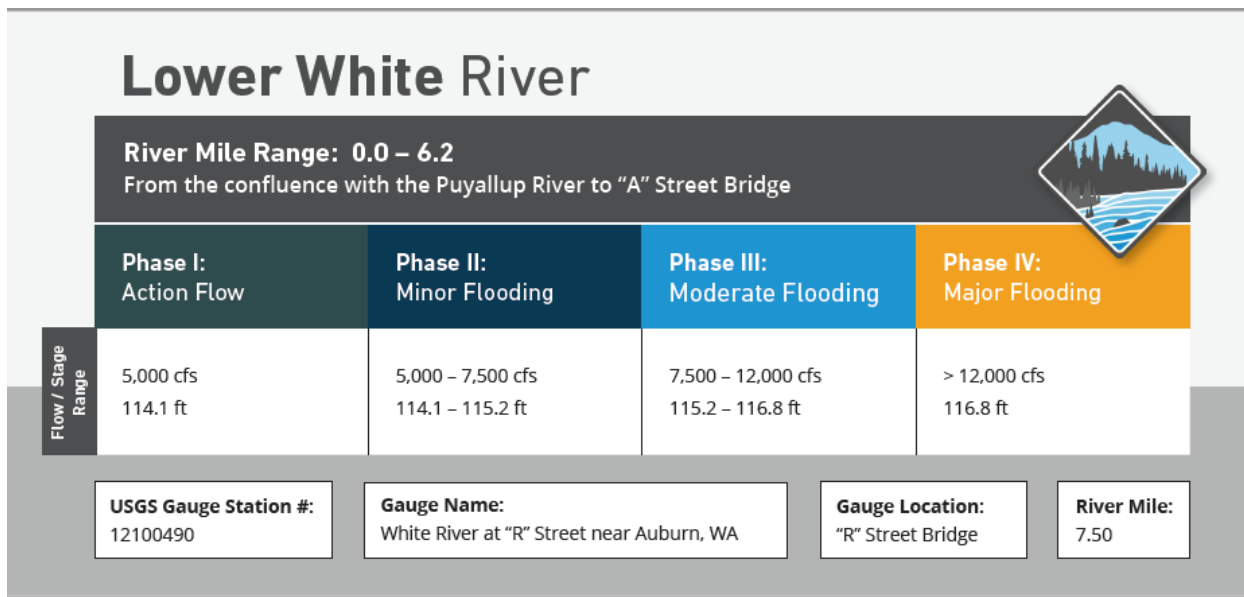 Lower White River
River Mile Range: 0.0 – 6.2
From the confluence with the Puyallup River to “A” Street Bridge
Phase I:
Action Flow
Phase II:
Minor Flooding
Phase III:
Moderate Flooding
Phase IV:
Major Flooding
Flow / Stage
Range
5,000 cfs
114.1 ft
5,000 – 7,500 cfs
114.1 – 115.2 ft
7,500 – 12,000 cfs
115.2 – 116.8 ft
> 12,000 cfs
116.8 ft
USGS Gauge Station #:
12100490
Gauge Name:
White River at “R” Street near Auburn, WA
Gauge Location:
“R” Street Bridge
River Mile:
7.50